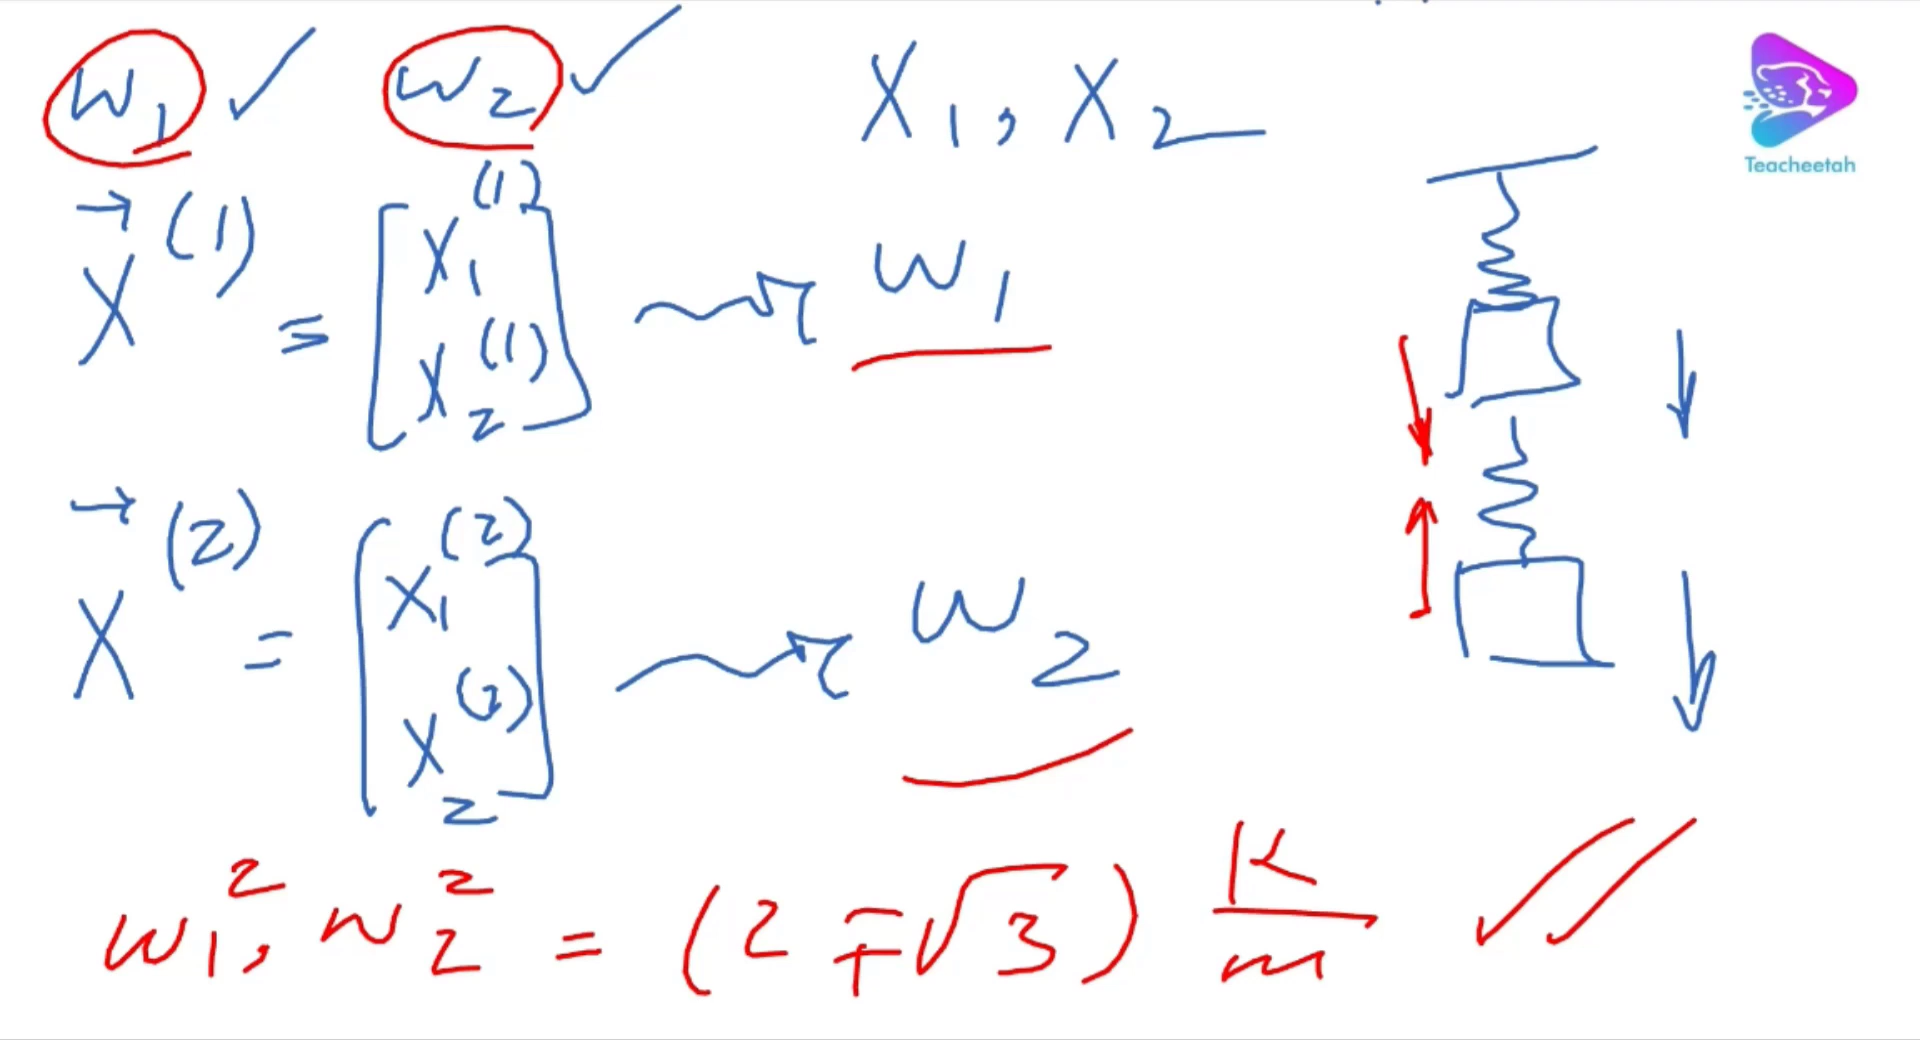 ω₁ ✓ ω₂ ✓ X₁, X₂
Teacheetah
X⃗⁽¹⁾ = [X₁⁽¹⁾ X₂⁽¹⁾] ⇝ ω₁
X⃗⁽²⁾ = [X₁⁽²⁾ X₂⁽²⁾] ⇝ ω₂
ω₁², ω₂² = (2 ∓ √3) K/m ✓✓